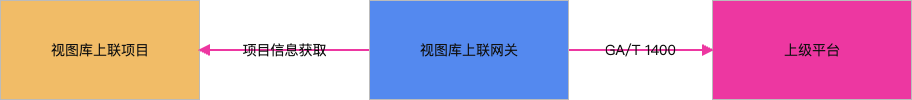 视图库上联项目
项目信息获取
视图库上联网关
GA/T 1400
上级平台